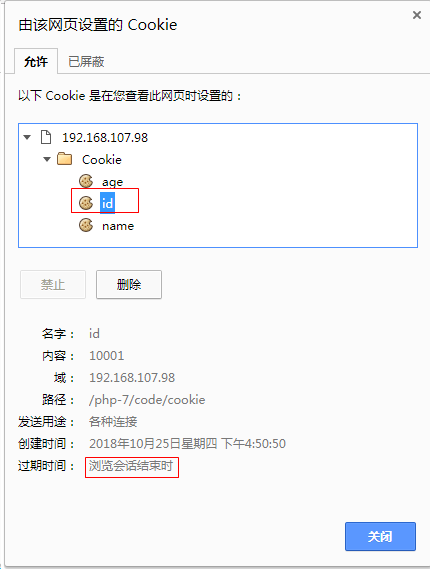 由该网页设置的 Cookie
允许 已屏蔽
以下 Cookie 是在您查看此网页时设置的：
192.168.107.98
Cookie
age
id
name
禁止 删除
名字： id
内容： 10001
域： 192.168.107.98
路径： /php-7/code/cookie
发送用途： 各种连接
创建时间： 2018年10月25日星期四 下午4:50:50
过期时间： 浏览会话结束时
关闭